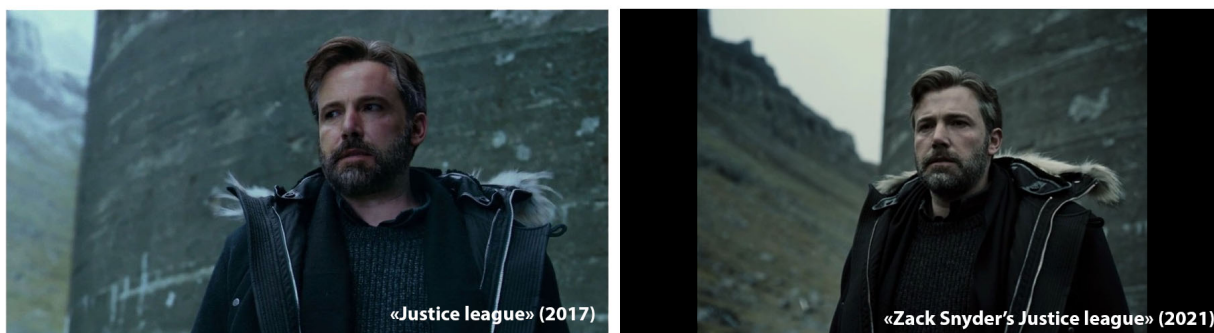 «Justice league» (2017)
«Zack Snyder’s Justice league» (2021)